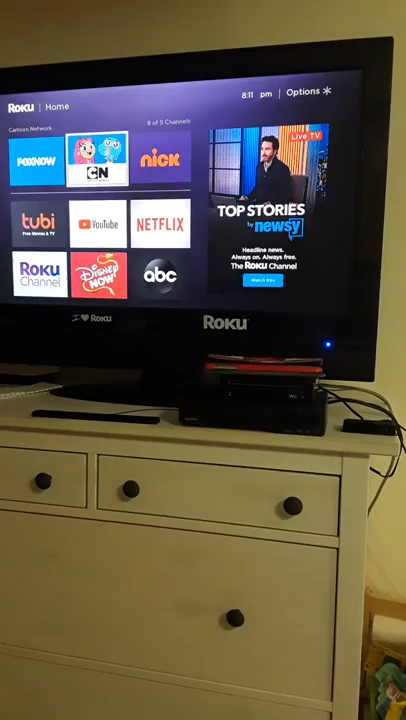 Roku | Home
8:11 pm | Options
Cartoon Network
8 of 9 Channels
FOXNOW
CN
nick
Live TV
tubi
Free Movies & TV
YouTube
NETFLIX
TOP STORIES
by newsy
Headline news.
Always on. Always free.
The Roku Channel
Watch free
Roku
Channel
Disney
NOW
abc
I ♥ Roku
Roku
Wii